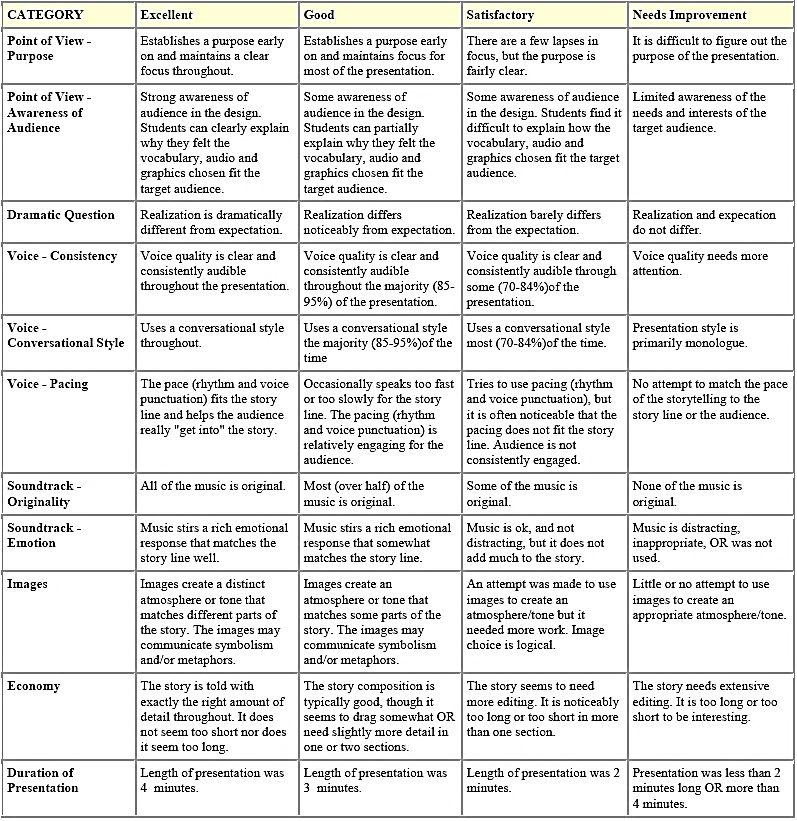 CATEGORY
Excellent
Good
Satisfactory
Needs Improvement
Point of View -
Purpose
Establishes a purpose early
on and maintains a clear
focus throughout.
Establishes a purpose early
on and maintains focus for
most of the presentation.
There are a few lapses in
focus, but the purpose is
fairly clear.
It is difficult to figure out the
purpose of the presentation.
Point of View -
Awareness of
Audience
Strong awareness of
audience in the design.
Students can clearly explain
why they felt the
vocabulary, audio and
graphics chosen fit the
target audience.
Some awareness of
audience in the design.
Students can partially
explain why they felt the
vocabulary, audio and
graphics chosen fit the
target audience.
Some awareness of audience
in the design. Students find it
difficult to explain how the
vocabulary, audio and
graphics chosen fit the target
audience.
Limited awareness of the
needs and interests of the
target audience.
Dramatic Question
Realization is dramatically
different from expectation.
Realization differs
noticeably from expectation.
Realization barely differs
from the expectation.
Realization and expecation
do not differ.
Voice - Consistency
Voice quality is clear and
consistently audible
throughout the presentation.
Voice quality is clear and
consistently audible
throughout the majority (85-
95%) of the presentation.
Voice quality is clear and
consistently audible through
some (70-84%)of the
presentation.
Voice quality needs more
attention.
Voice -
Conversational Style
Uses a conversational style
throughout.
Uses a conversational style
the majority (85-95%)of the
time
Uses a conversational style
most (70-84%)of the time.
Presentation style is
primarily monologue.
Voice - Pacing
The pace (rhythm and voice
punctuation) fits the story
line and helps the audience
really "get into" the story.
Occasionally speaks too fast
or too slowly for the story
line. The pacing (rhythm
and voice punctuation) is
relatively engaging for the
audience.
Tries to use pacing (rhythm
and voice punctuation), but
it is often noticeable that the
pacing does not fit the story
line. Audience is not
consistently engaged.
No attempt to match the pace
of the storytelling to the
story line or the audience.
Soundtrack -
Originality
All of the music is original.
Most (over half) of the
music is original.
Some of the music is
original.
None of the music is
original.
Soundtrack -
Emotion
Music stirs a rich emotional
response that matches the
story line well.
Music stirs a rich emotional
response that somewhat
matches the story line.
Music is ok, and not
distracting, but it does not
add much to the story.
Music is distracting,
inappropriate, OR was not
used.
Images
Images create a distinct
atmosphere or tone that
matches different parts of
the story. The images may
communicate symbolism
and/or metaphors.
Images create an
atmosphere or tone that
matches some parts of the
story. The images may
communicate symbolism
and/or metaphors.
An attempt was made to use
images to create an
atmosphere/tone but it
needed more work. Image
choice is logical.
Little or no attempt to use
images to create an
appropriate atmosphere/tone.
Economy
The story is told with
exactly the right amount of
detail throughout. It does
not seem too short nor does
it seem too long.
The story composition is
typically good, though it
seems to drag somewhat OR
need slightly more detail in
one or two sections.
The story seems to need
more editing. It is noticeably
too long or too short in more
than one section.
The story needs extensive
editing. It is too long or too
short to be interesting.
Duration of
Presentation
Length of presentation was
4 minutes.
Length of presentation was
3 minutes.
Length of presentation was 2
minutes.
Presentation was less than 2
minutes long OR more than
4 minutes.